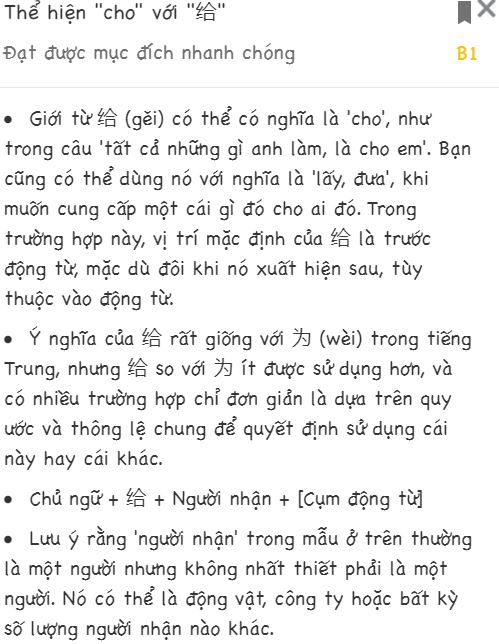 Thể hiện "cho" với "给"
Đạt được mục đích nhanh chóng
B1
• Giới từ 给 (gěi) có thể có nghĩa là 'cho', như
trong câu 'tất cả những gì anh làm, là cho em'. Bạn
cũng có thể dùng nó với nghĩa là 'lấy, đưa', khi
muốn cung cấp một cái gì đó cho ai đó. Trong
trường hợp này, vị trí mặc định của 给 là trước
động từ, mặc dù đôi khi nó xuất hiện sau, tùy
thuộc vào động từ.
• Ý nghĩa của 给 rất giống với 为 (wèi) trong tiếng
Trung, nhưng 给 so với 为 ít được sử dụng hơn, và
có nhiều trường hợp chỉ đơn giản là dựa trên quy
ước và thông lệ chung để quyết định sử dụng cái
này hay cái khác.
• Chủ ngữ + 给 + Người nhận + [Cụm động từ]
• Lưu ý rằng 'người nhận' trong mẫu ở trên thường
là một người nhưng không nhất thiết phải là một
người. Nó có thể là động vật, công ty hoặc bất kỳ
số lượng người nhận nào khác.